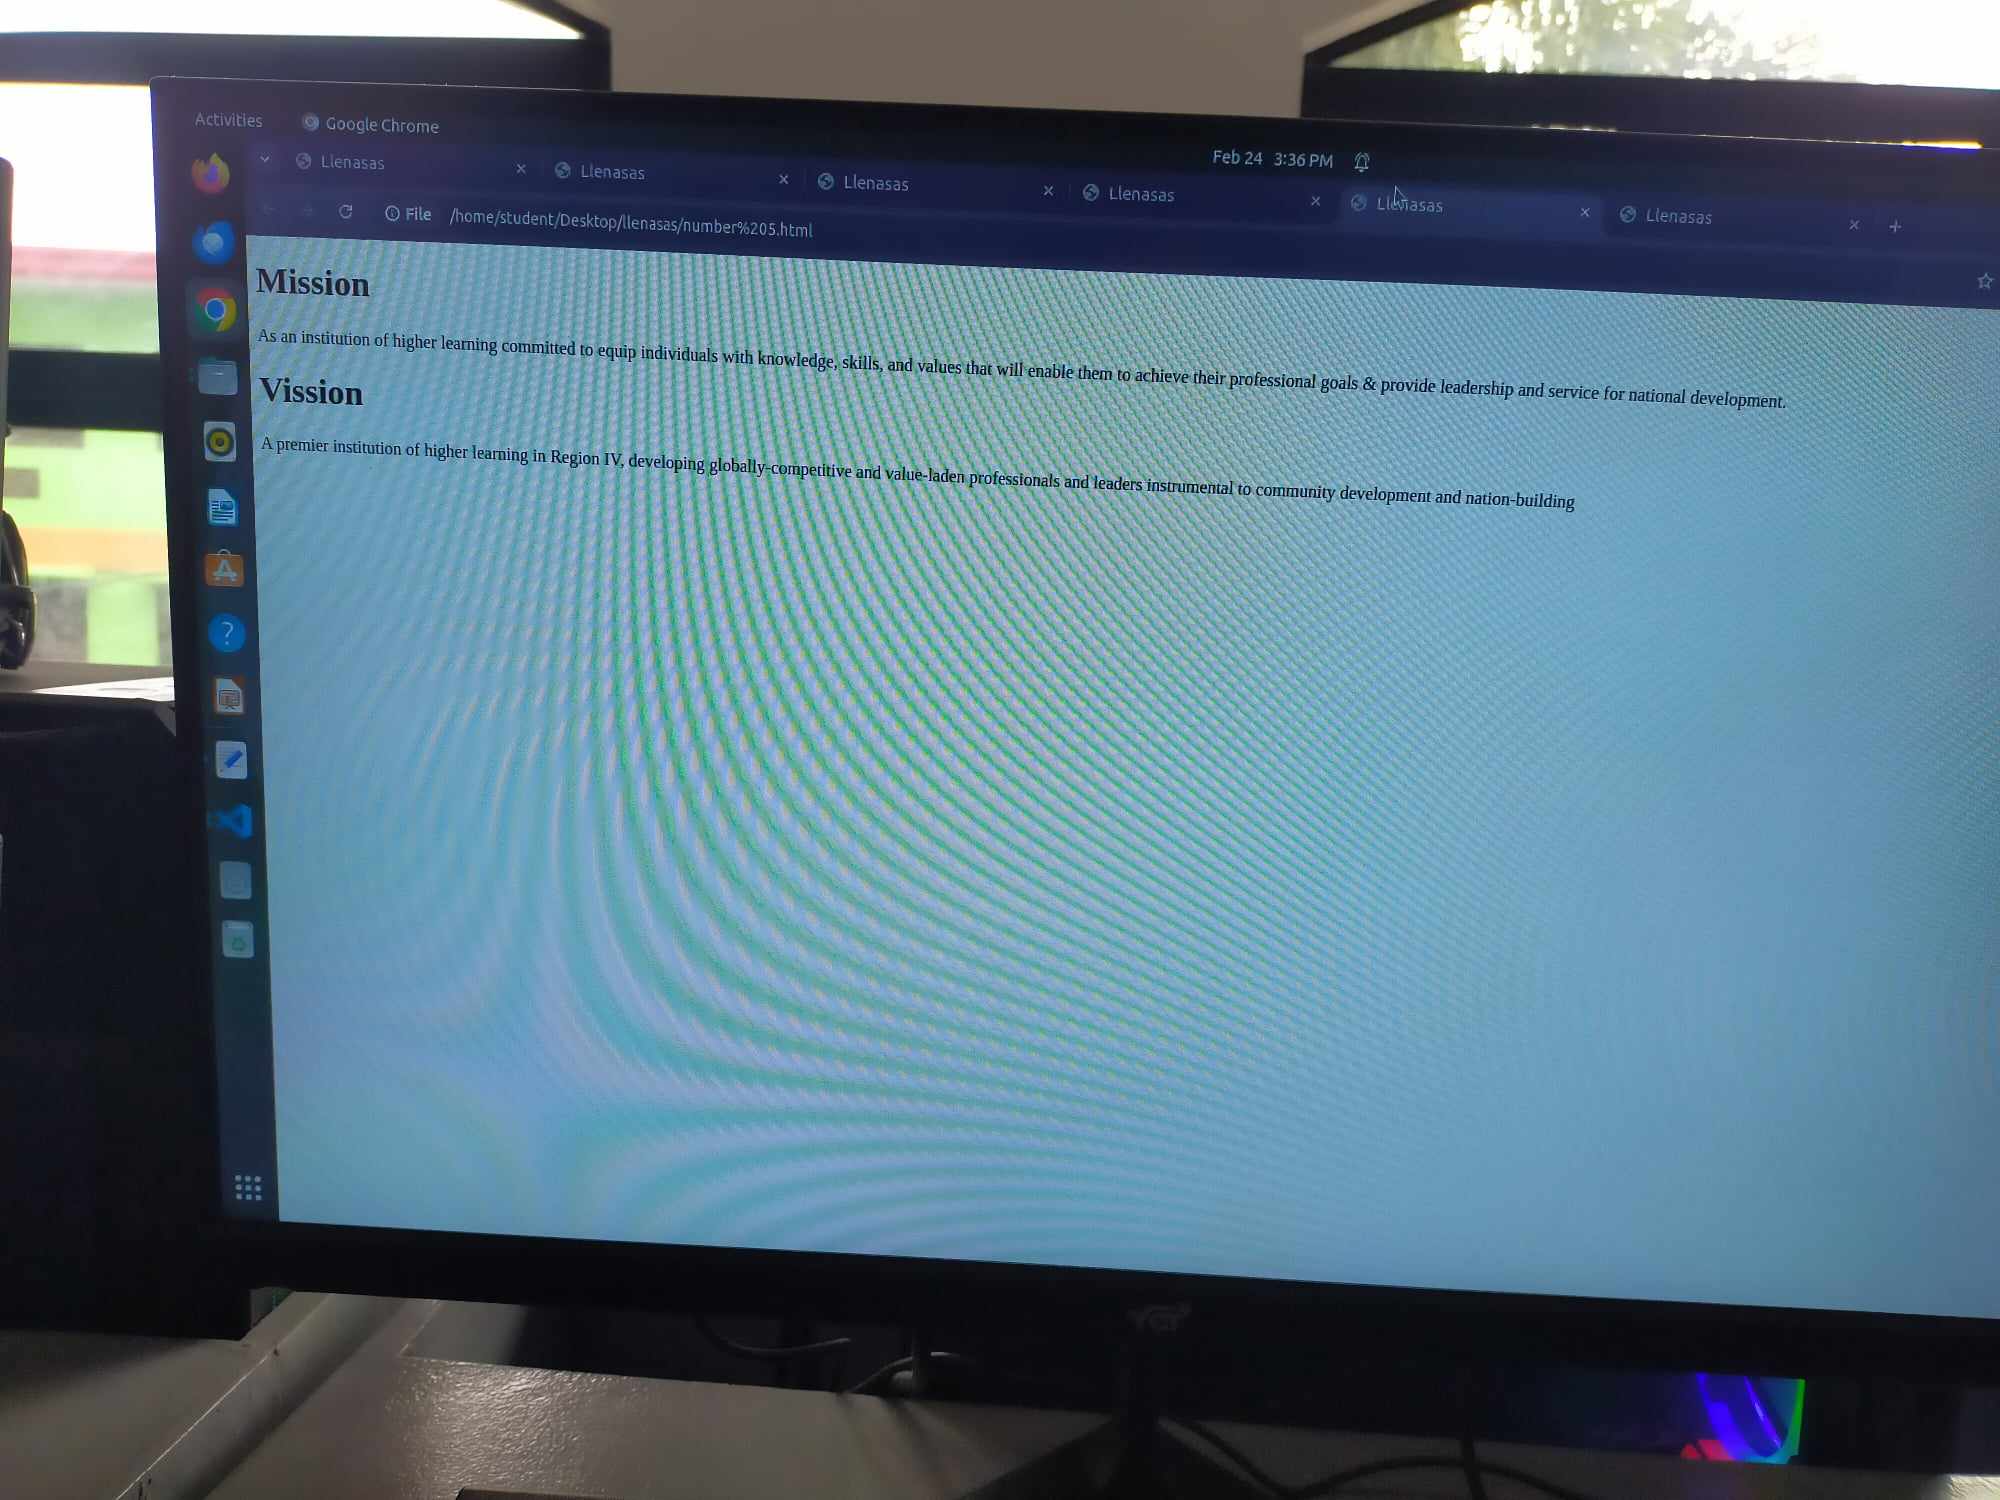 Activities Google Chrome
Feb 24 3:36 PM
Llenasas Llenasas Llenasas Llenasas Llenasas Llenasas
File /home/student/Desktop/llenasas/number%205.html
Mission
As an institution of higher learning committed to equip individuals with knowledge, skills, and values that will enable them to achieve their professional goals & provide leadership and service for national development.
Vission
A premier institution of higher learning in Region IV, developing globally-competitive and value-laden professionals and leaders instrumental to community development and nation-building